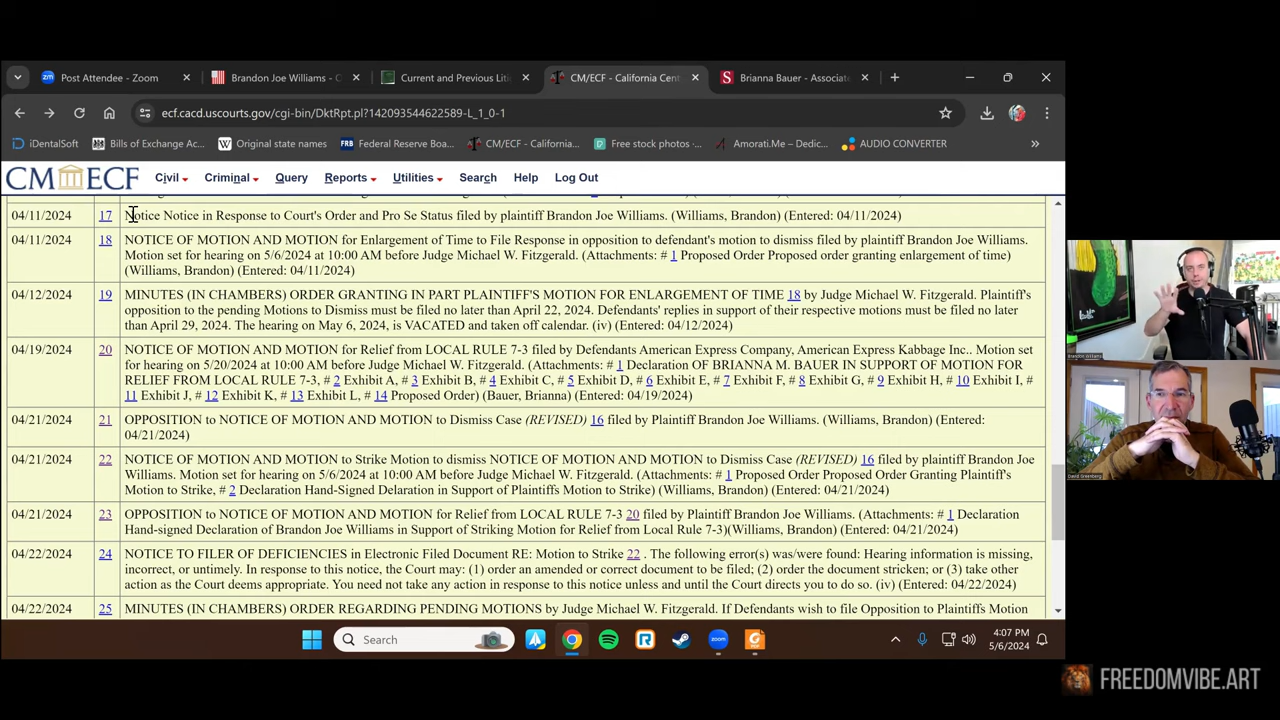 Post Attendee - Zoom
Brandon Joe Williams - C
Current and Previous Liti
CM/ECF - California Cent
Brianna Bauer - Associate
ecf.cacd.uscourts.gov/cgi-bin/DktRpt.pl?142093544622589-L_1_0-1
iDentalSoft
Bills of Exchange Ac...
Original state names
Federal Reserve Boa...
CM/ECF - California...
Free stock photos -...
Amorati.Me – Dedic...
AUDIO CONVERTER
CM ECF
Civil
Criminal
Query
Reports
Utilities
Search
Help
Log Out
04/11/2024 17 Notice Notice in Response to Court's Order and Pro Se Status filed by plaintiff Brandon Joe Williams. (Williams, Brandon) (Entered: 04/11/2024)
04/11/2024 18 NOTICE OF MOTION AND MOTION for Enlargement of Time to File Response in opposition to defendant's motion to dismiss filed by plaintiff Brandon Joe Williams.
Motion set for hearing on 5/6/2024 at 10:00 AM before Judge Michael W. Fitzgerald. (Attachments: # 1 Proposed Order Proposed order granting enlargement of time)
(Williams, Brandon) (Entered: 04/11/2024)
04/12/2024 19 MINUTES (IN CHAMBERS) ORDER GRANTING IN PART PLAINTIFF'S MOTION FOR ENLARGEMENT OF TIME 18 by Judge Michael W. Fitzgerald. Plaintiff's
opposition to the pending Motions to Dismiss must be filed no later than April 22, 2024. Defendants' replies in support of their respective motions must be filed no later
than April 29, 2024. The hearing on May 6, 2024, is VACATED and taken off calendar. (iv) (Entered: 04/12/2024)
04/19/2024 20 NOTICE OF MOTION AND MOTION for Relief from LOCAL RULE 7-3 filed by Defendants American Express Company, American Express Kabbage Inc.. Motion set
for hearing on 5/20/2024 at 10:00 AM before Judge Michael W. Fitzgerald. (Attachments: # 1 Declaration OF BRIANNA M. BAUER IN SUPPORT OF MOTION FOR
RELIEF FROM LOCAL RULE 7-3, # 2 Exhibit A, # 3 Exhibit B, # 4 Exhibit C, # 5 Exhibit D, # 6 Exhibit E, # 7 Exhibit F, # 8 Exhibit G, # 9 Exhibit H, # 10 Exhibit I, #
11 Exhibit J, # 12 Exhibit K, # 13 Exhibit L, # 14 Proposed Order) (Bauer, Brianna) (Entered: 04/19/2024)
04/21/2024 21 OPPOSITION to NOTICE OF MOTION AND MOTION to Dismiss Case (REVISED) 16 filed by Plaintiff Brandon Joe Williams. (Williams, Brandon) (Entered:
04/21/2024)
04/21/2024 22 NOTICE OF MOTION AND MOTION to Strike Motion to dismiss NOTICE OF MOTION AND MOTION to Dismiss Case (REVISED) 16 filed by plaintiff Brandon Joe
Williams. Motion set for hearing on 5/6/2024 at 10:00 AM before Judge Michael W. Fitzgerald. (Attachments: # 1 Proposed Order Proposed Order Granting Plaintiff's
Motion to Strike, # 2 Declaration Hand-Signed Delaration in Support of Plaintiffs Motion to Strike) (Williams, Brandon) (Entered: 04/21/2024)
04/21/2024 23 OPPOSITION to NOTICE OF MOTION AND MOTION for Relief from LOCAL RULE 7-3 20 filed by Plaintiff Brandon Joe Williams. (Attachments: # 1 Declaration
Hand-signed Declaration of Brandon Joe Williams in Support of Striking Motion for Relief from Local Rule 7-3)(Williams, Brandon) (Entered: 04/21/2024)
04/22/2024 24 NOTICE TO FILER OF DEFICIENCIES in Electronic Filed Document RE: Motion to Strike 22 . The following error(s) was/were found: Hearing information is missing,
incorrect, or untimely. In response to this notice, the Court may: (1) order an amended or correct document to be filed; (2) order the document stricken; or (3) take other
action as the Court deems appropriate. You need not take any action in response to this notice unless and until the Court directs you to do so. (iv) (Entered: 04/22/2024)
04/22/2024 25 MINUTES (IN CHAMBERS) ORDER REGARDING PENDING MOTIONS by Judge Michael W. Fitzgerald. If Defendants wish to file Opposition to Plaintiffs Motion
Search
4:07 PM
5/6/2024
Brandon Williams
David Greenberg
FREEDOMVIBE.ART